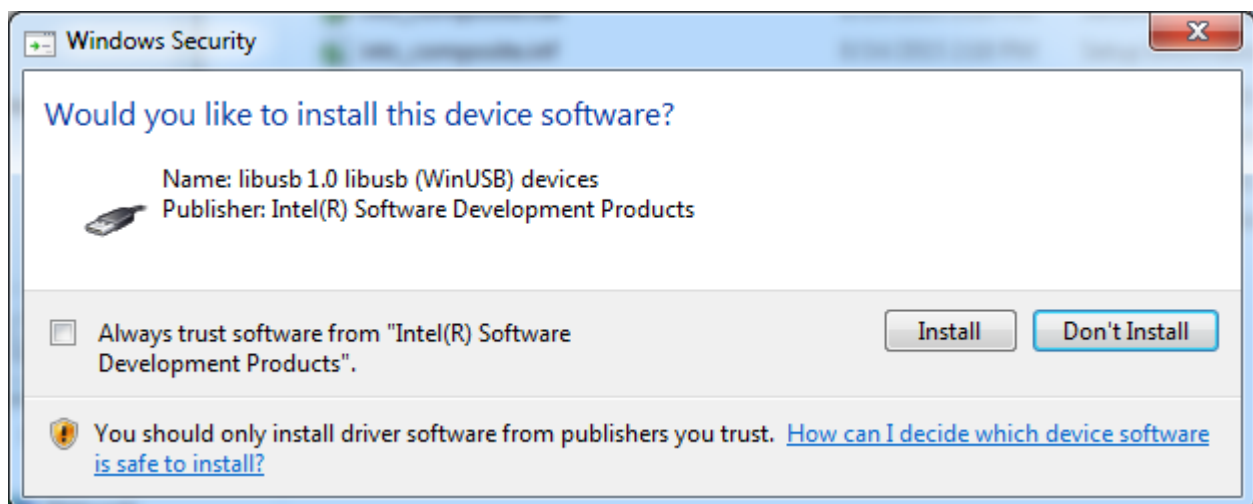 Windows Security
Would you like to install this device software?
Name: libusb 1.0 libusb (WinUSB) devices
Publisher: Intel(R) Software Development Products
Always trust software from "Intel(R) Software
Development Products".
Install
Don't Install
You should only install driver software from publishers you trust. How can I decide which device software
is safe to install?